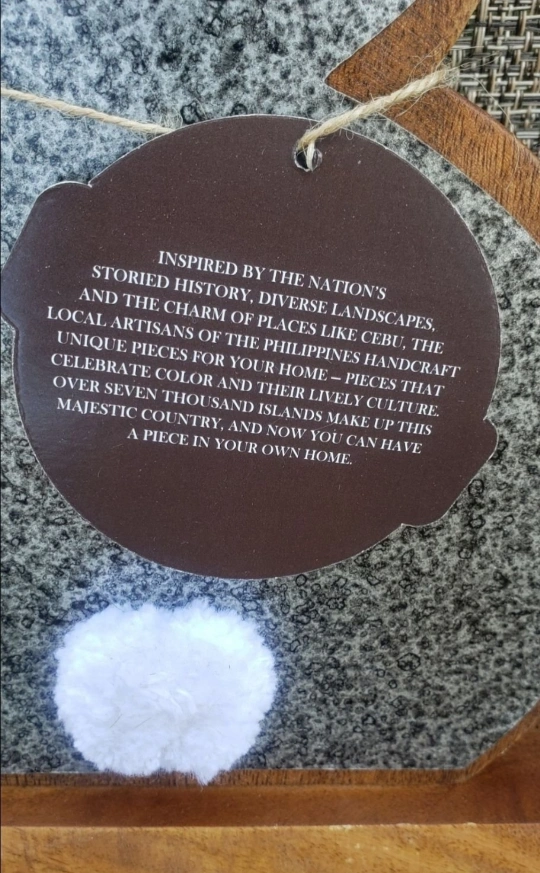 INSPIRED BY THE NATION'S
STORIED HISTORY, DIVERSE LANDSCAPES,
AND THE CHARM OF PLACES LIKE CEBU, THE
LOCAL ARTISANS OF THE PHILIPPINES HANDCRAFT
UNIQUE PIECES FOR YOUR HOME — PIECES THAT
CELEBRATE COLOR AND THEIR LIVELY CULTURE.
OVER SEVEN THOUSAND ISLANDS MAKE UP THIS
MAJESTIC COUNTRY, AND NOW YOU CAN HAVE
A PIECE IN YOUR OWN HOME.